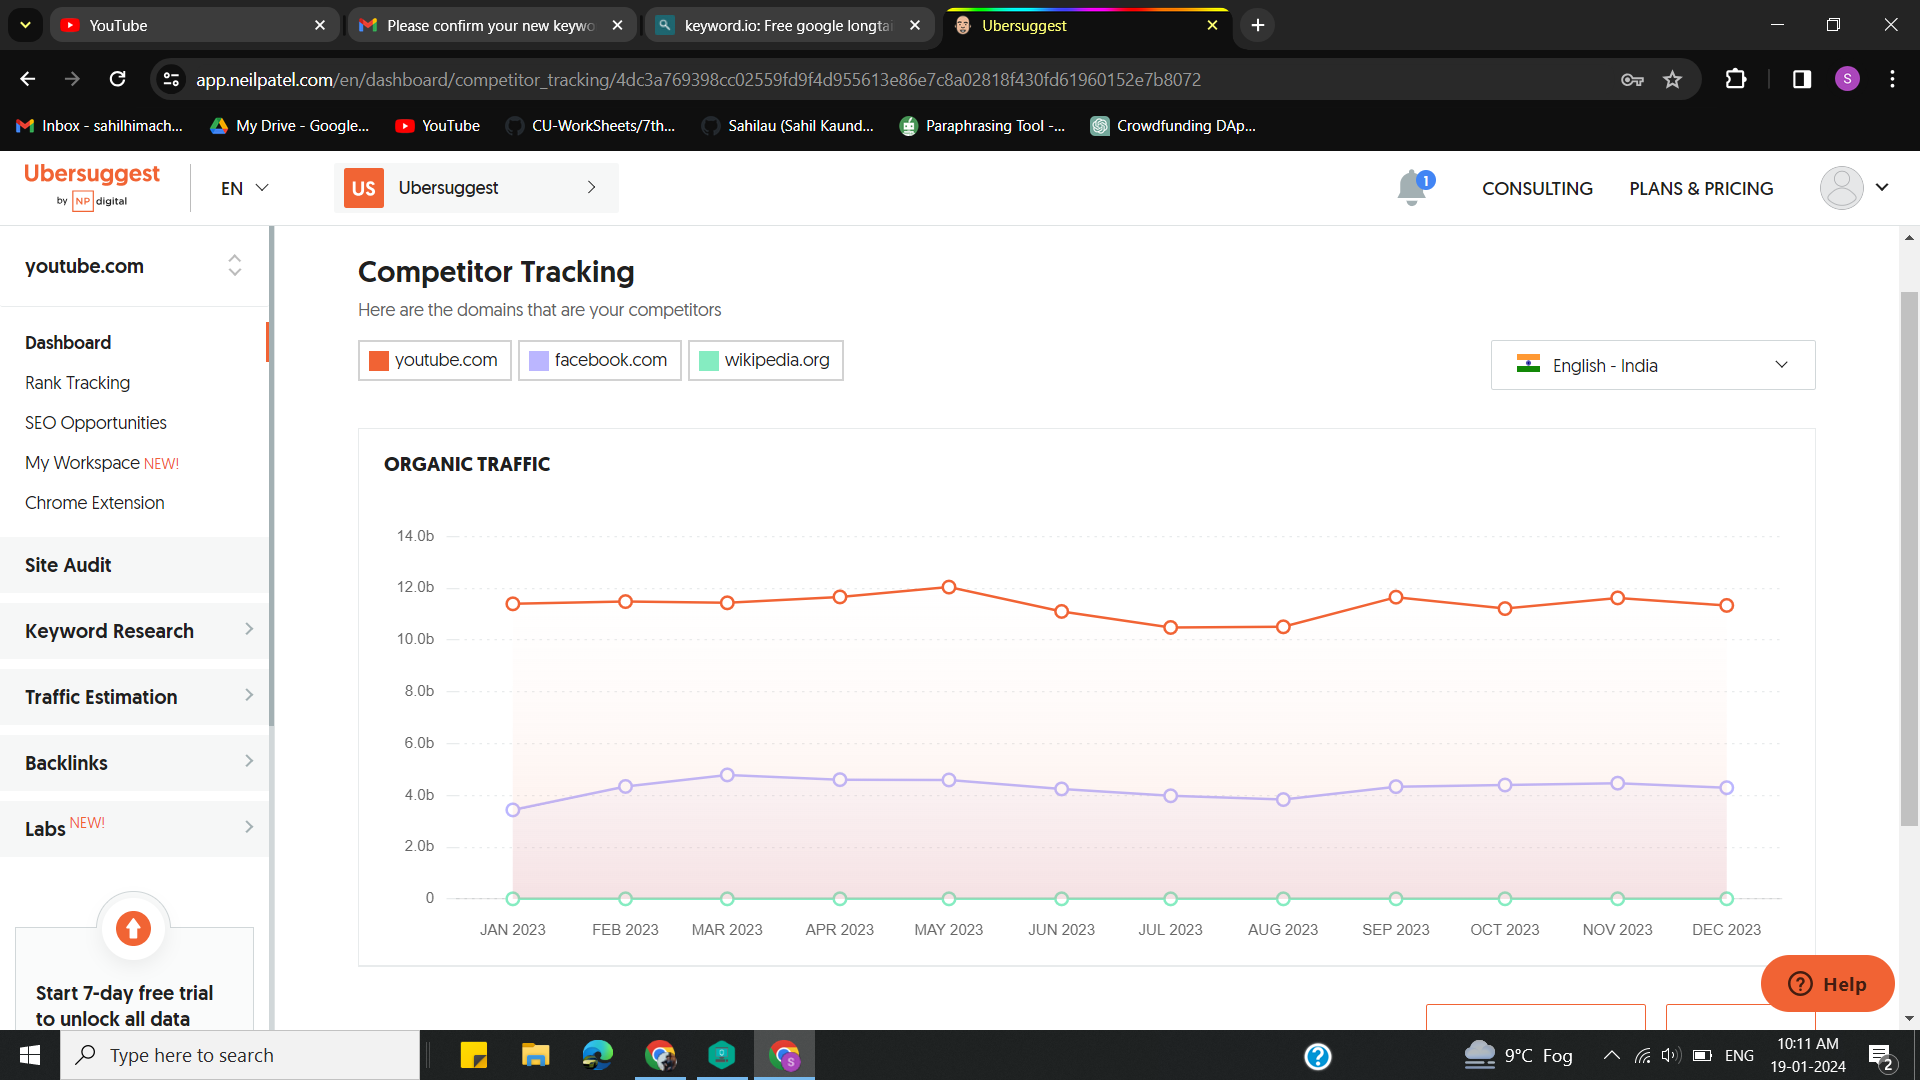 YouTube
Please confirm your new keywo
keyword.io: Free google longtai
Ubersuggest
app.neilpatel.com/en/dashboard/competitor_tracking/4dc3a769398cc02559fd9f4d955613e86e7c8a02818f430fd61960152e7b8072
S
Inbox - sahilhimach...
My Drive - Google...
YouTube
CU-WorkSheets/7th...
Sahilau (Sahil Kaund...
Paraphrasing Tool -...
Crowdfunding DAp...
Ubersuggest
by NP digital
EN
US Ubersuggest
1
CONSULTING
PLANS & PRICING
youtube.com
Dashboard
Rank Tracking
SEO Opportunities
My Workspace NEW!
Chrome Extension
Site Audit
Keyword Research
Traffic Estimation
Backlinks
Labs NEW!
Start 7-day free trial
to unlock all data
Competitor Tracking
Here are the domains that are your competitors
youtube.com
facebook.com
wikipedia.org
English - India
ORGANIC TRAFFIC
14.0b
12.0b
10.0b
8.0b
6.0b
4.0b
2.0b
0
JAN 2023
FEB 2023
MAR 2023
APR 2023
MAY 2023
JUN 2023
JUL 2023
AUG 2023
SEP 2023
OCT 2023
NOV 2023
DEC 2023
Help
Type here to search
S
9°C Fog
ENG
10:11 AM
19-01-2024
2